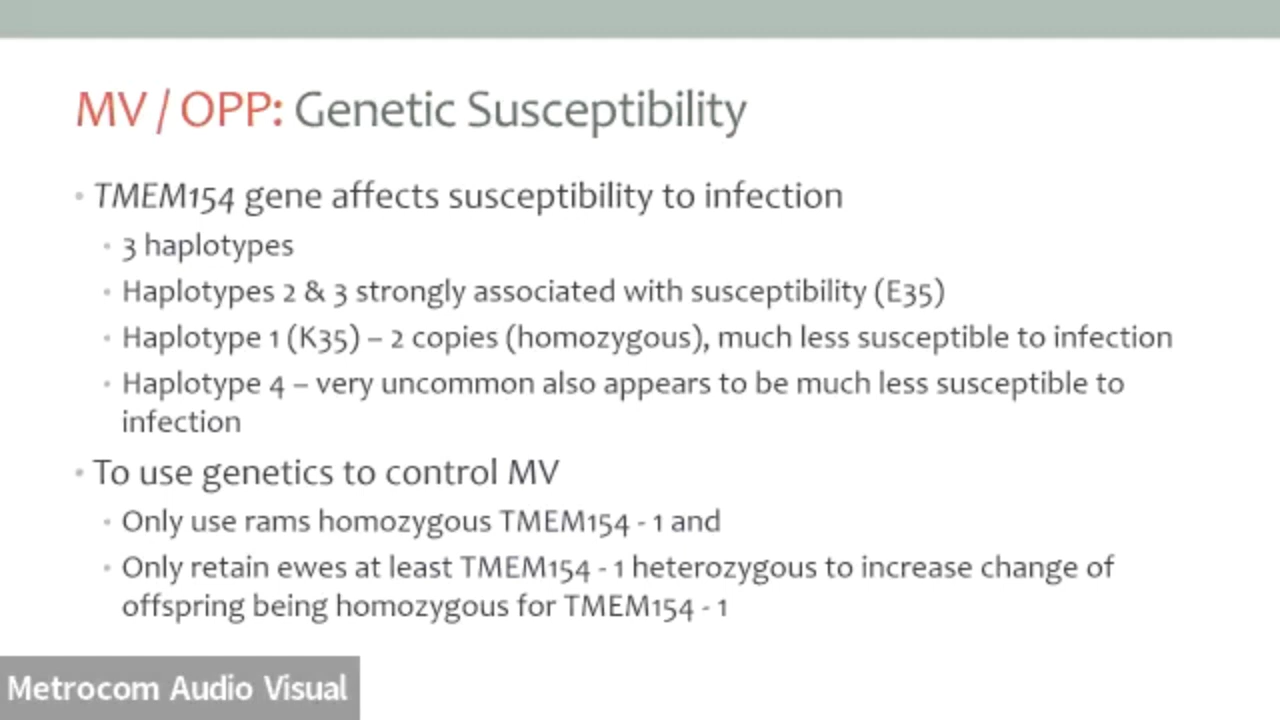 MV / OPP: Genetic Susceptibility
• TMEM154 gene affects susceptibility to infection
• 3 haplotypes
• Haplotypes 2 & 3 strongly associated with susceptibility (E35)
• Haplotype 1 (K35) – 2 copies (homozygous), much less susceptible to infection
• Haplotype 4 – very uncommon also appears to be much less susceptible to
infection
• To use genetics to control MV
• Only use rams homozygous TMEM154 - 1 and
• Only retain ewes at least TMEM154 - 1 heterozygous to increase change of
offspring being homozygous for TMEM154 - 1
Metrocom Audio Visual